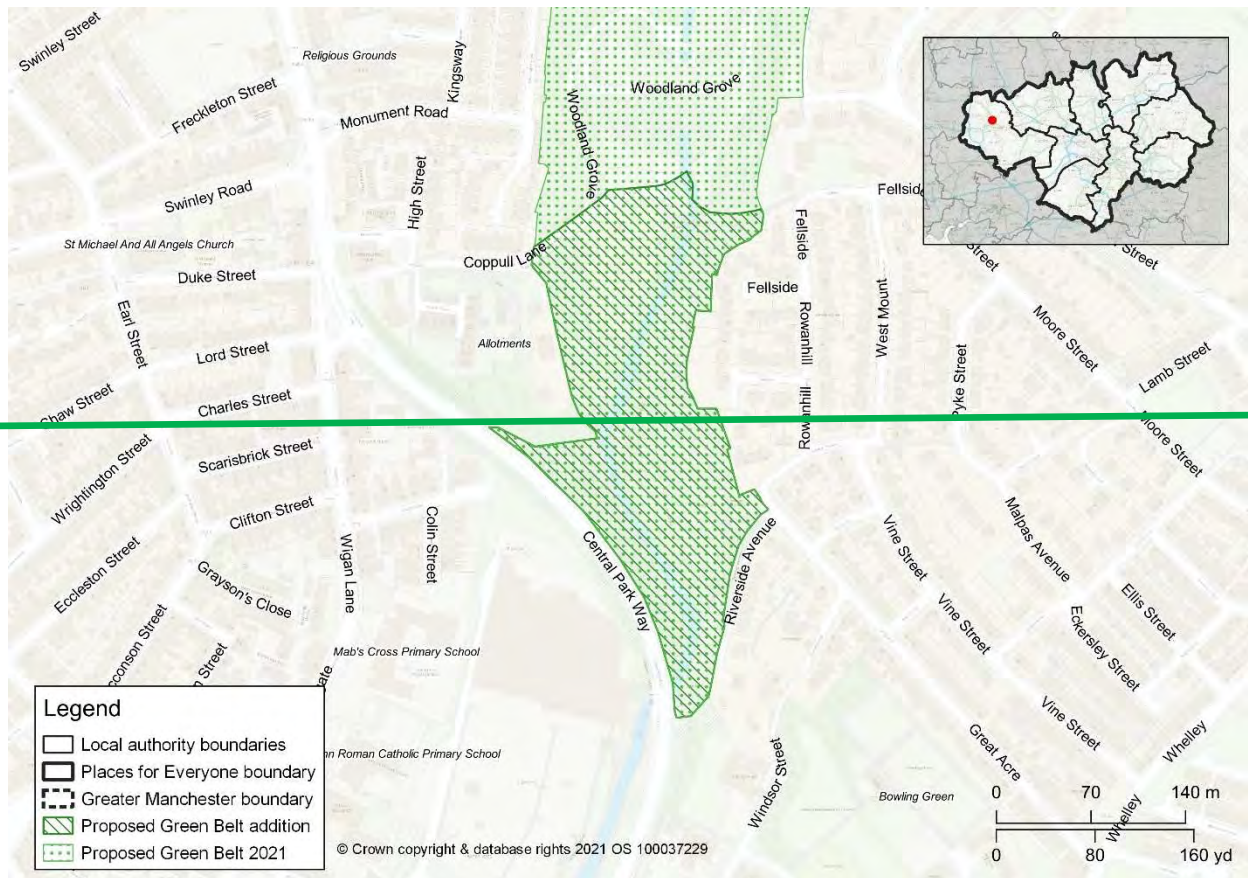 Swinley Street
Religious Grounds
Kingsway
Freckleton Street
Monument Road
Woodland Grove
Woodland Grove
Swinley Road
High Street
St Michael And All Angels Church
Coppull Lane
Duke Street
Fellside
Fellside
Fellside
Street
Street
Earl Street
Allotments
Rowanhill
West Mount
Moore Street
Lord Street
Pyke Street
Lamb Street
Shaw Street
Charles Street
Rowanhill
Moore Street
Wrightington Street
Scarisbrick Street
Clifton Street
Colin Street
Eccleston Street
Wigan Lane
Central Park Way
Riverside Avenue
Vine Street
Malpas Avenue
Grayson's Close
Ellis Street
Vine Street
Eckersley Street
cconson Street
n Street
Mab's Cross Primary School
ate
Vine Street
Whelley
nn Roman Catholic Primary School
Great Acre
Windsor Street
Bowling Green
Whelley
Legend
Local authority boundaries
Places for Everyone boundary
Greater Manchester boundary
Proposed Green Belt addition
Proposed Green Belt 2021
© Crown copyright & database rights 2021 OS 100037229
0 70 140 m
0 80 160 yd